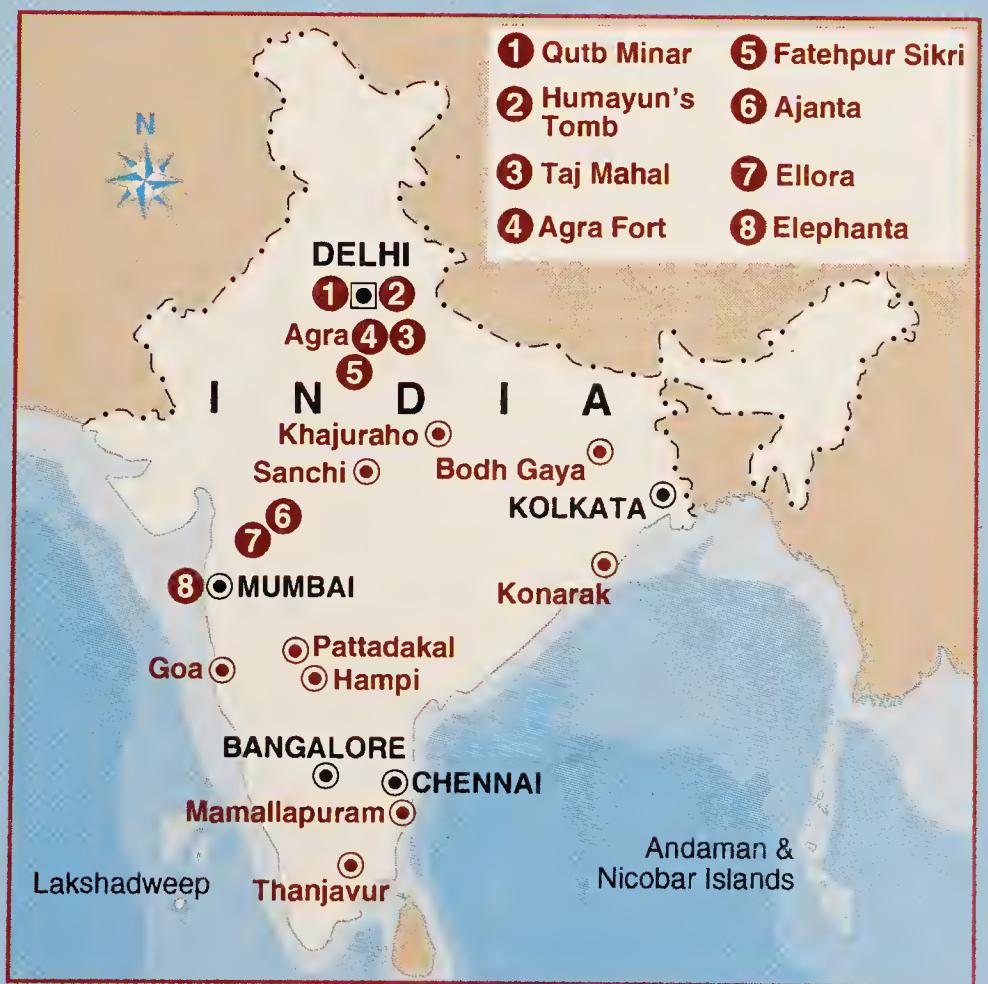 1 Qutb Minar
2 Humayun's
Tomb
3 Taj Mahal
4 Agra Fort
5 Fatehpur Sikri
6 Ajanta
7 Ellora
8 Elephanta
N
DELHI
1 2
Agra 4 3
5
I N D I A
Khajuraho
Sanchi
Bodh Gaya
KOLKATA
6
7
8 MUMBAI
Konarak
Pattadakal
Goa
Hampi
BANGALORE
CHENNAI
Mamallapuram
Andaman &
Nicobar Islands
Lakshadweep
Thanjavur